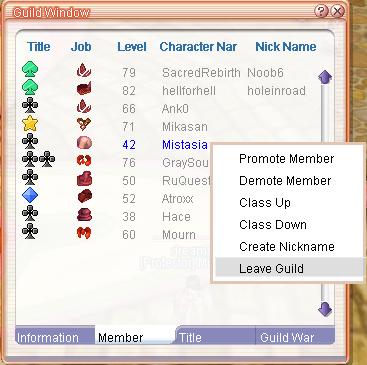 Guild Window
Title Job Level Character Nar Nick Name
79 SacredRebirth Noob6
82 hellforhell holeinroad
66 Ank0
71 Mikasan
42 Mistasia
76 GraySou
50 RuQuest
52 Atroxx
38 Hace
60 Mourn
Promote Member
Demote Member
Class Up
Class Down
Create Nickname
Leave Guild
Information Member Title Guild War